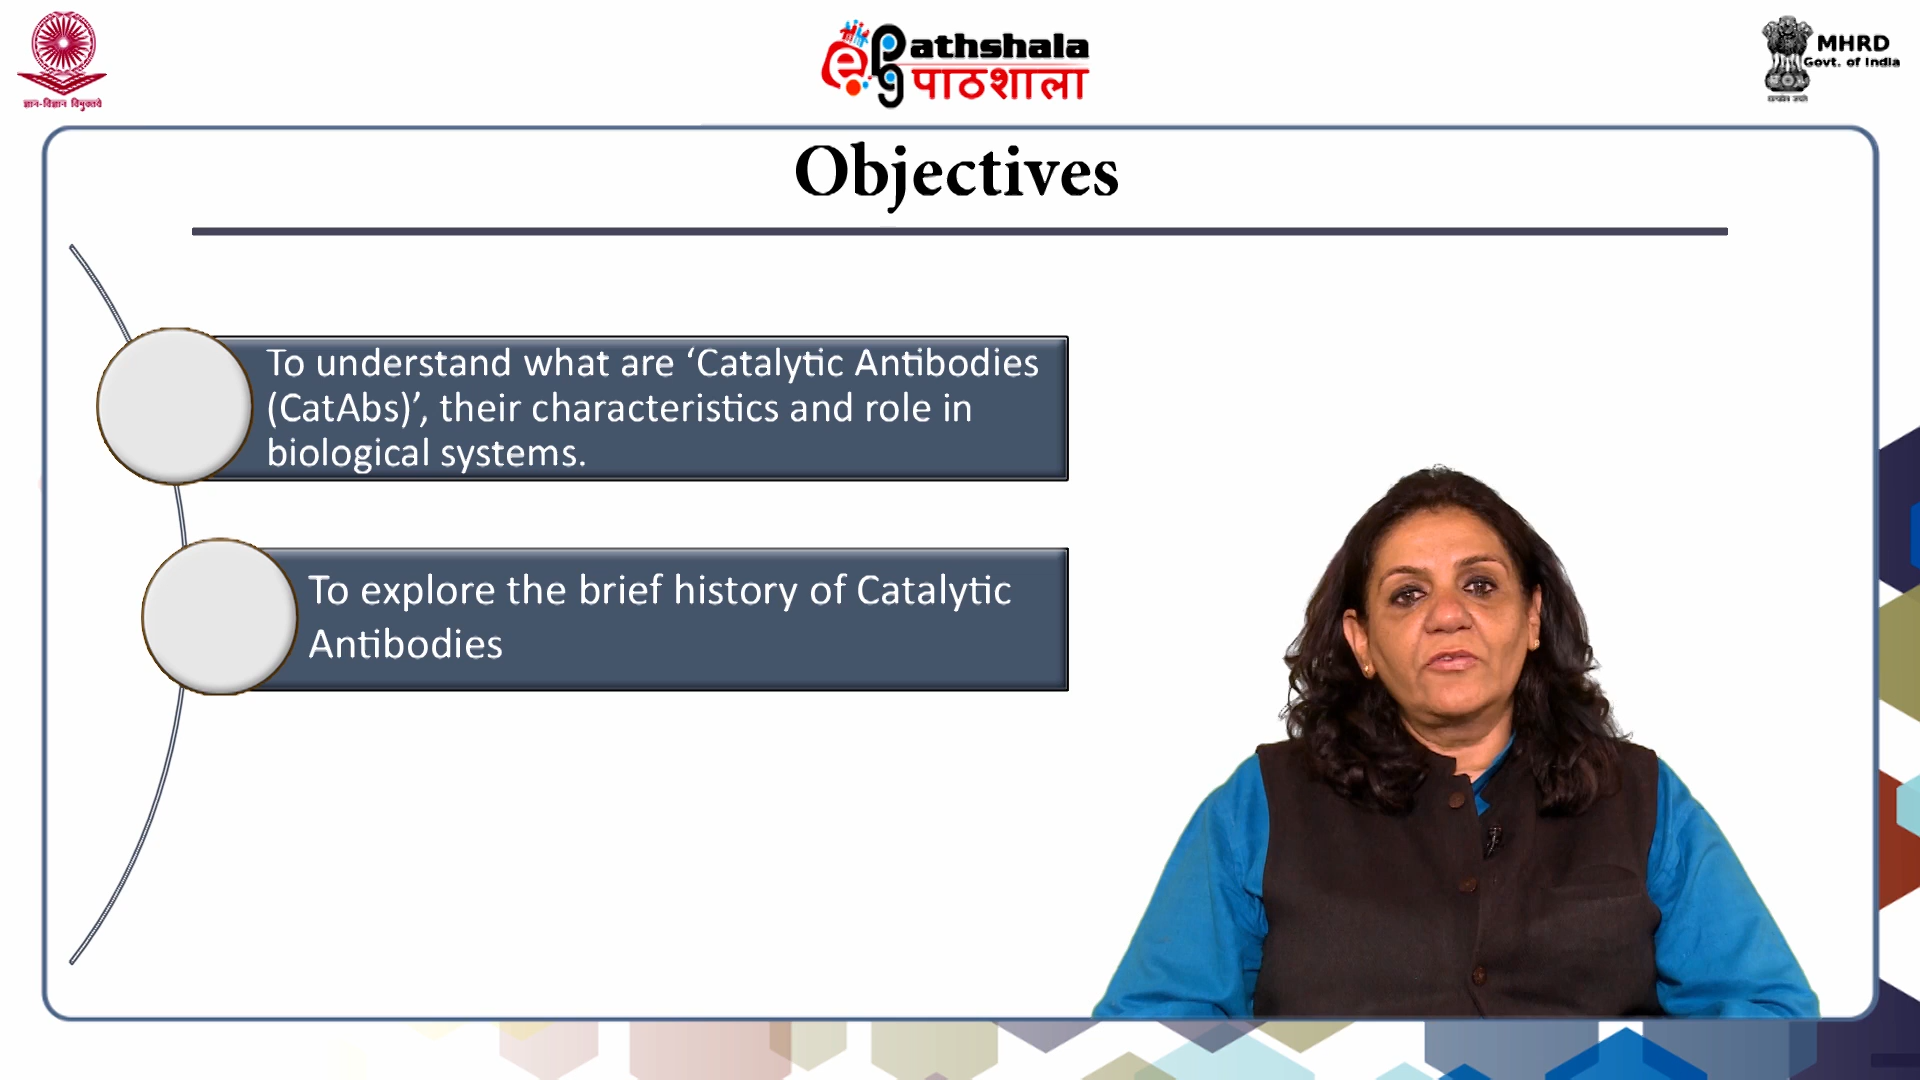 ज्ञान-विज्ञान विमुक्तये
ePathshala
पाठशाला
MHRD
Govt. of India
Objectives
To understand what are ‘Catalytic Antibodies
(CatAbs)’, their characteristics and role in
biological systems.
To explore the brief history of Catalytic
Antibodies